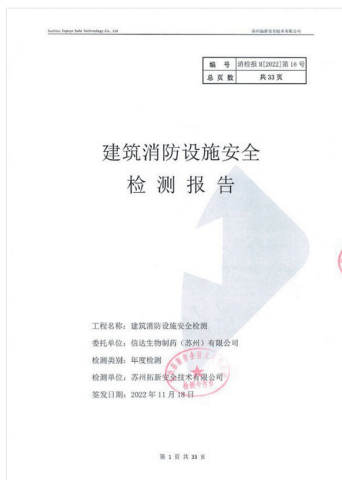 Suzhou Topnye Safe Technology Co., Ltd
苏州拓新安全技术有限公司
编 号 消检报 M[2022]第 16 号
总 页 数 共 33 页
建筑消防设施安全
检 测 报 告
工程名称：建筑消防设施安全检测
委托单位：信达生物制药（苏州）有限公司
检测类别：年度检测
检测单位：苏州拓新安全技术有限公司
签发日期：2022 年 11 月 18 日
第 1 页 共 33 页